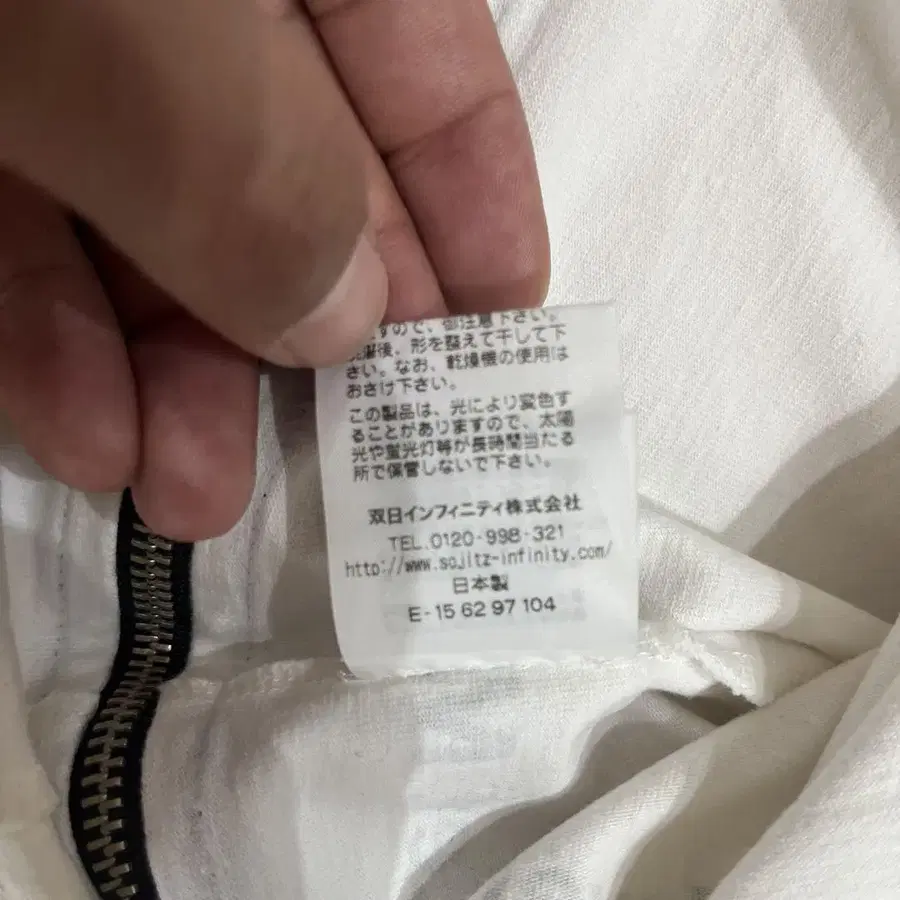 すので、御注意下さい。
洗濯後、形を整えて干して下
さい。なお、乾燥機の使用は
おさけ下さい。
この製品は、光により変色す
ることがありますので、太陽
光や蛍光灯等が長時間当たる
所で保管しないで下さい。
双日インフィニティ株式会社
TEL.0120-998-321
http://www.sojitz-infinity.com/
日本製
E-15 62 97 104